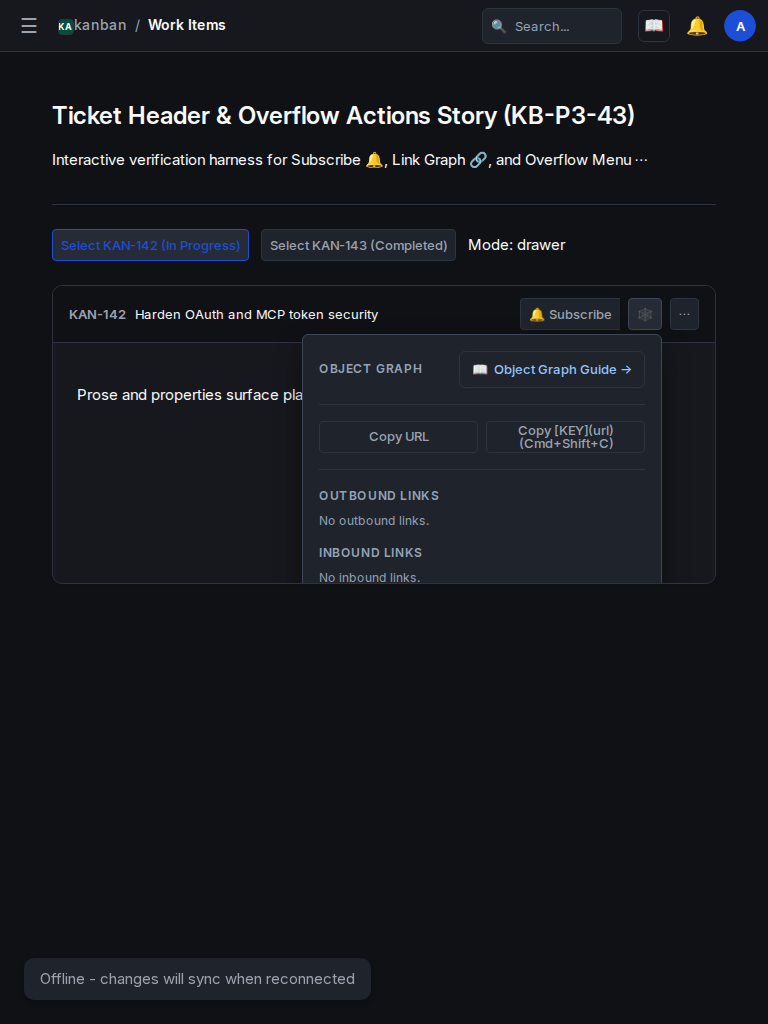 ☰ KA kanban / Work Items 🔍 Search... 📖 🔔 A
Ticket Header & Overflow Actions Story (KB-P3-43)
Interactive verification harness for Subscribe 🔔, Link Graph 🔗, and Overflow Menu ···
Select KAN-142 (In Progress) Select KAN-143 (Completed) Mode: drawer
KAN-142 Harden OAuth and MCP token security 🔔 Subscribe 🕸 ···
OBJECT GRAPH 📖 Object Graph Guide →
Prose and properties surface pla
Copy URL
Copy [KEY](url)
(Cmd+Shift+C)
OUTBOUND LINKS
No outbound links.
INBOUND LINKS
No inbound links.
Offline - changes will sync when reconnected